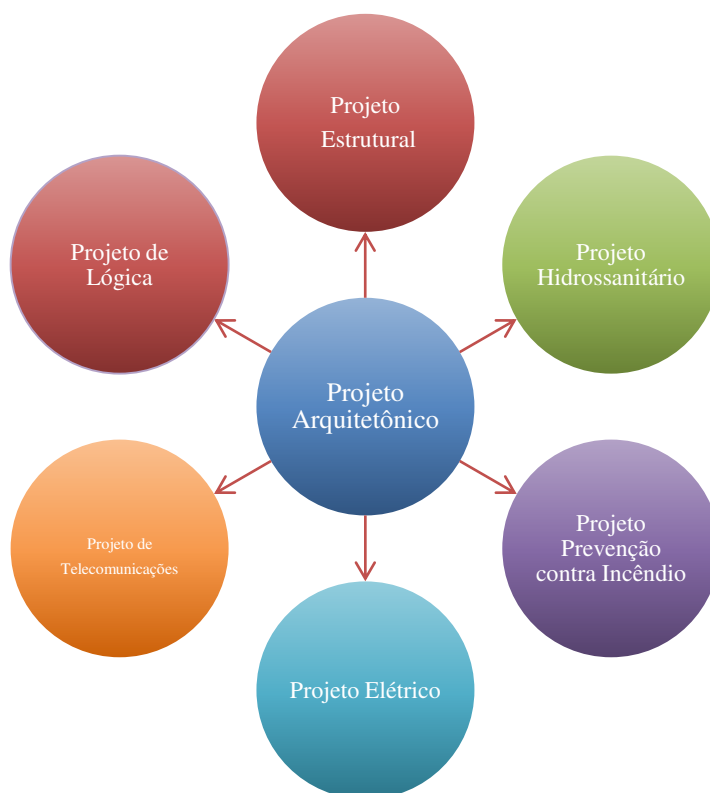 Projeto
Estrutural
Projeto de
Lógica
Projeto
Hidrossanitário
Projeto
Arquitetônico
Projeto de
Telecomunicações
Projeto
Prevenção
contra Incêndio
Projeto Elétrico